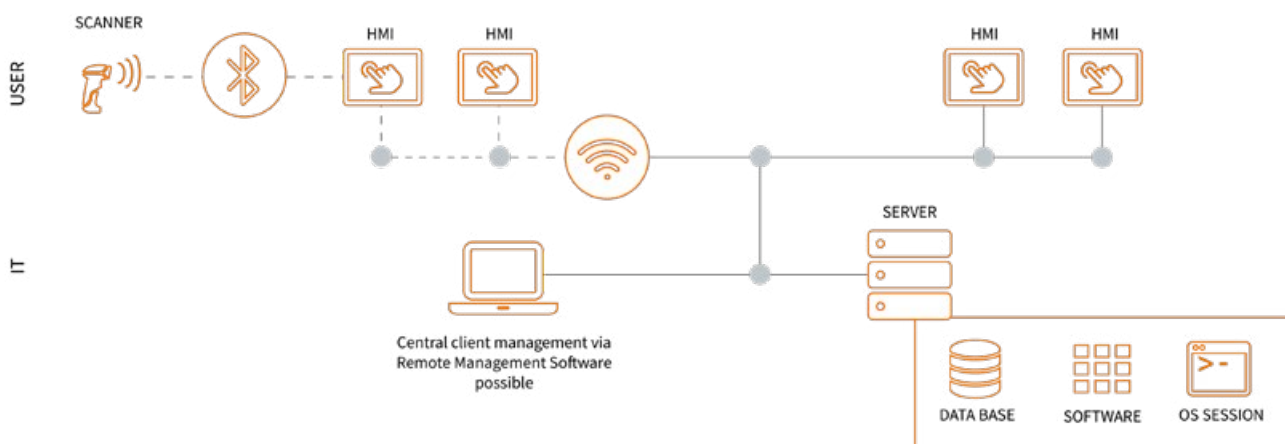 SCANNER
HMI
HMI
HMI
HMI
USER
SERVER
IT
Central client management via
Remote Management Software
possible
>-
DATA BASE
SOFTWARE
OS SESSION